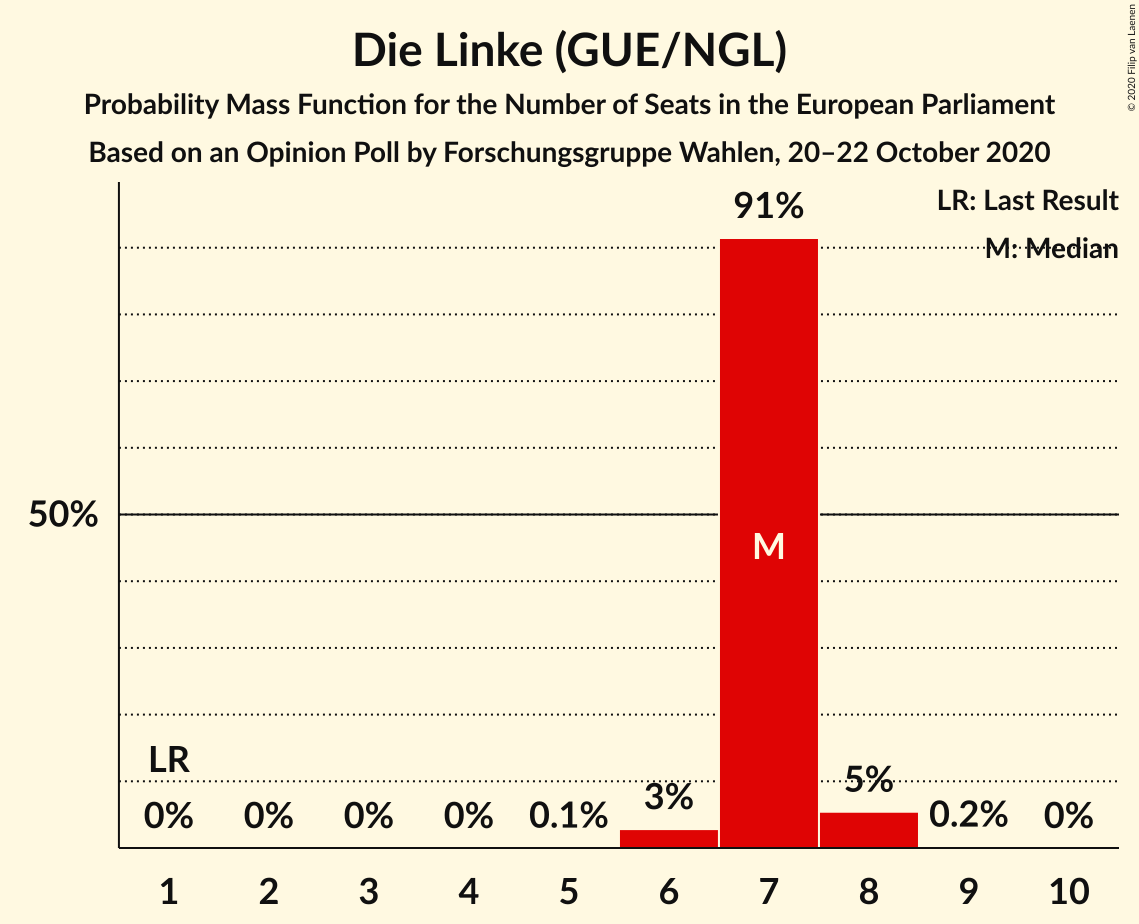 Die Linke (GUE/NGL)
Probability Mass Function for the Number of Seats in the European Parliament
Based on an Opinion Poll by Forschungsgruppe Wahlen, 20–22 October 2020
© 2020 Filip van Laenen
LR: Last Result
M: Median
91%
50%
M
LR
0% 0% 0% 0% 0.1% 3% 5% 0.2% 0%
1 2 3 4 5 6 7 8 9 10